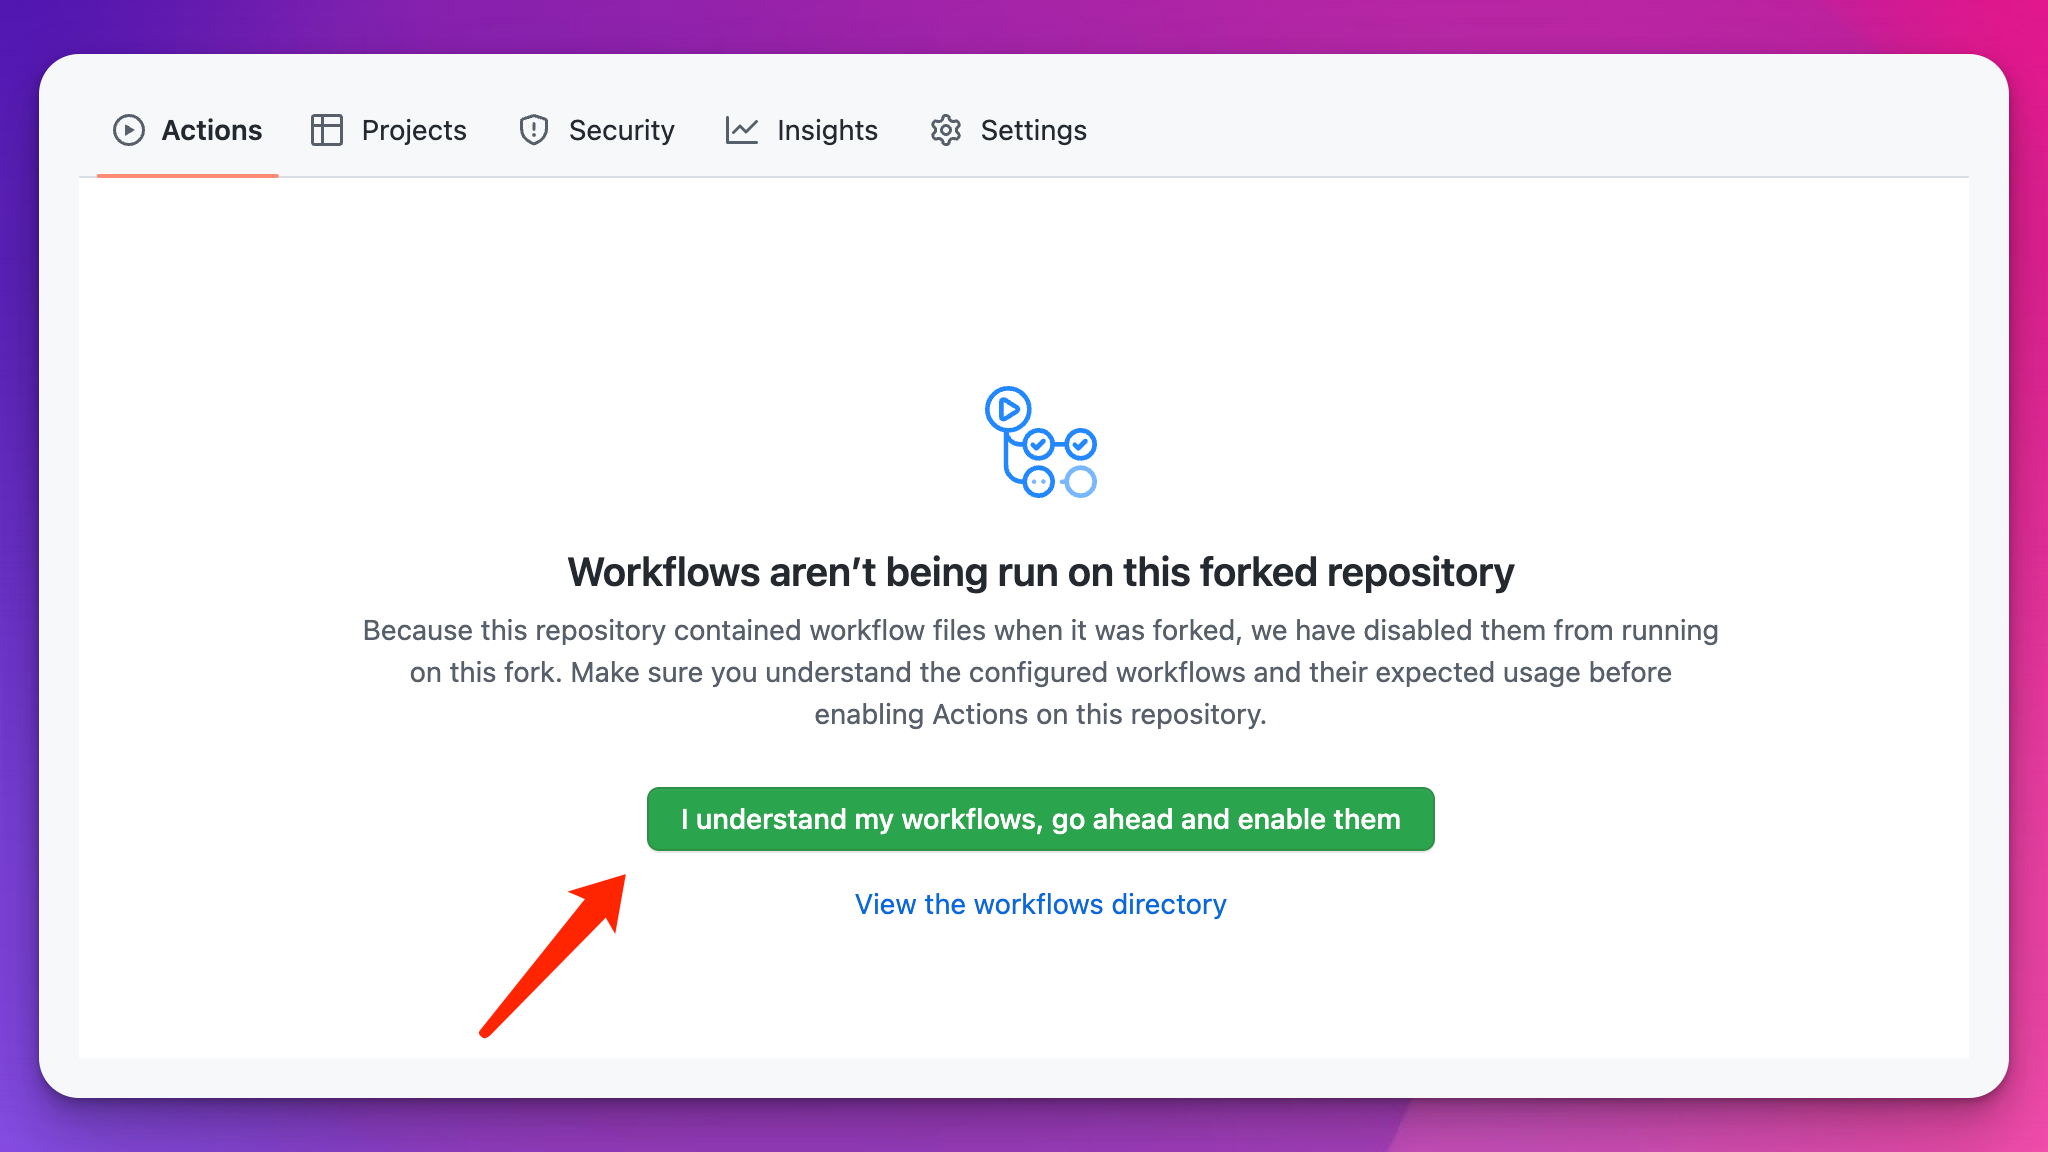 Actions Projects Security Insights Settings
Workflows aren’t being run on this forked repository
Because this repository contained workflow files when it was forked, we have disabled them from running
on this fork. Make sure you understand the configured workflows and their expected usage before
enabling Actions on this repository.
I understand my workflows, go ahead and enable them
View the workflows directory